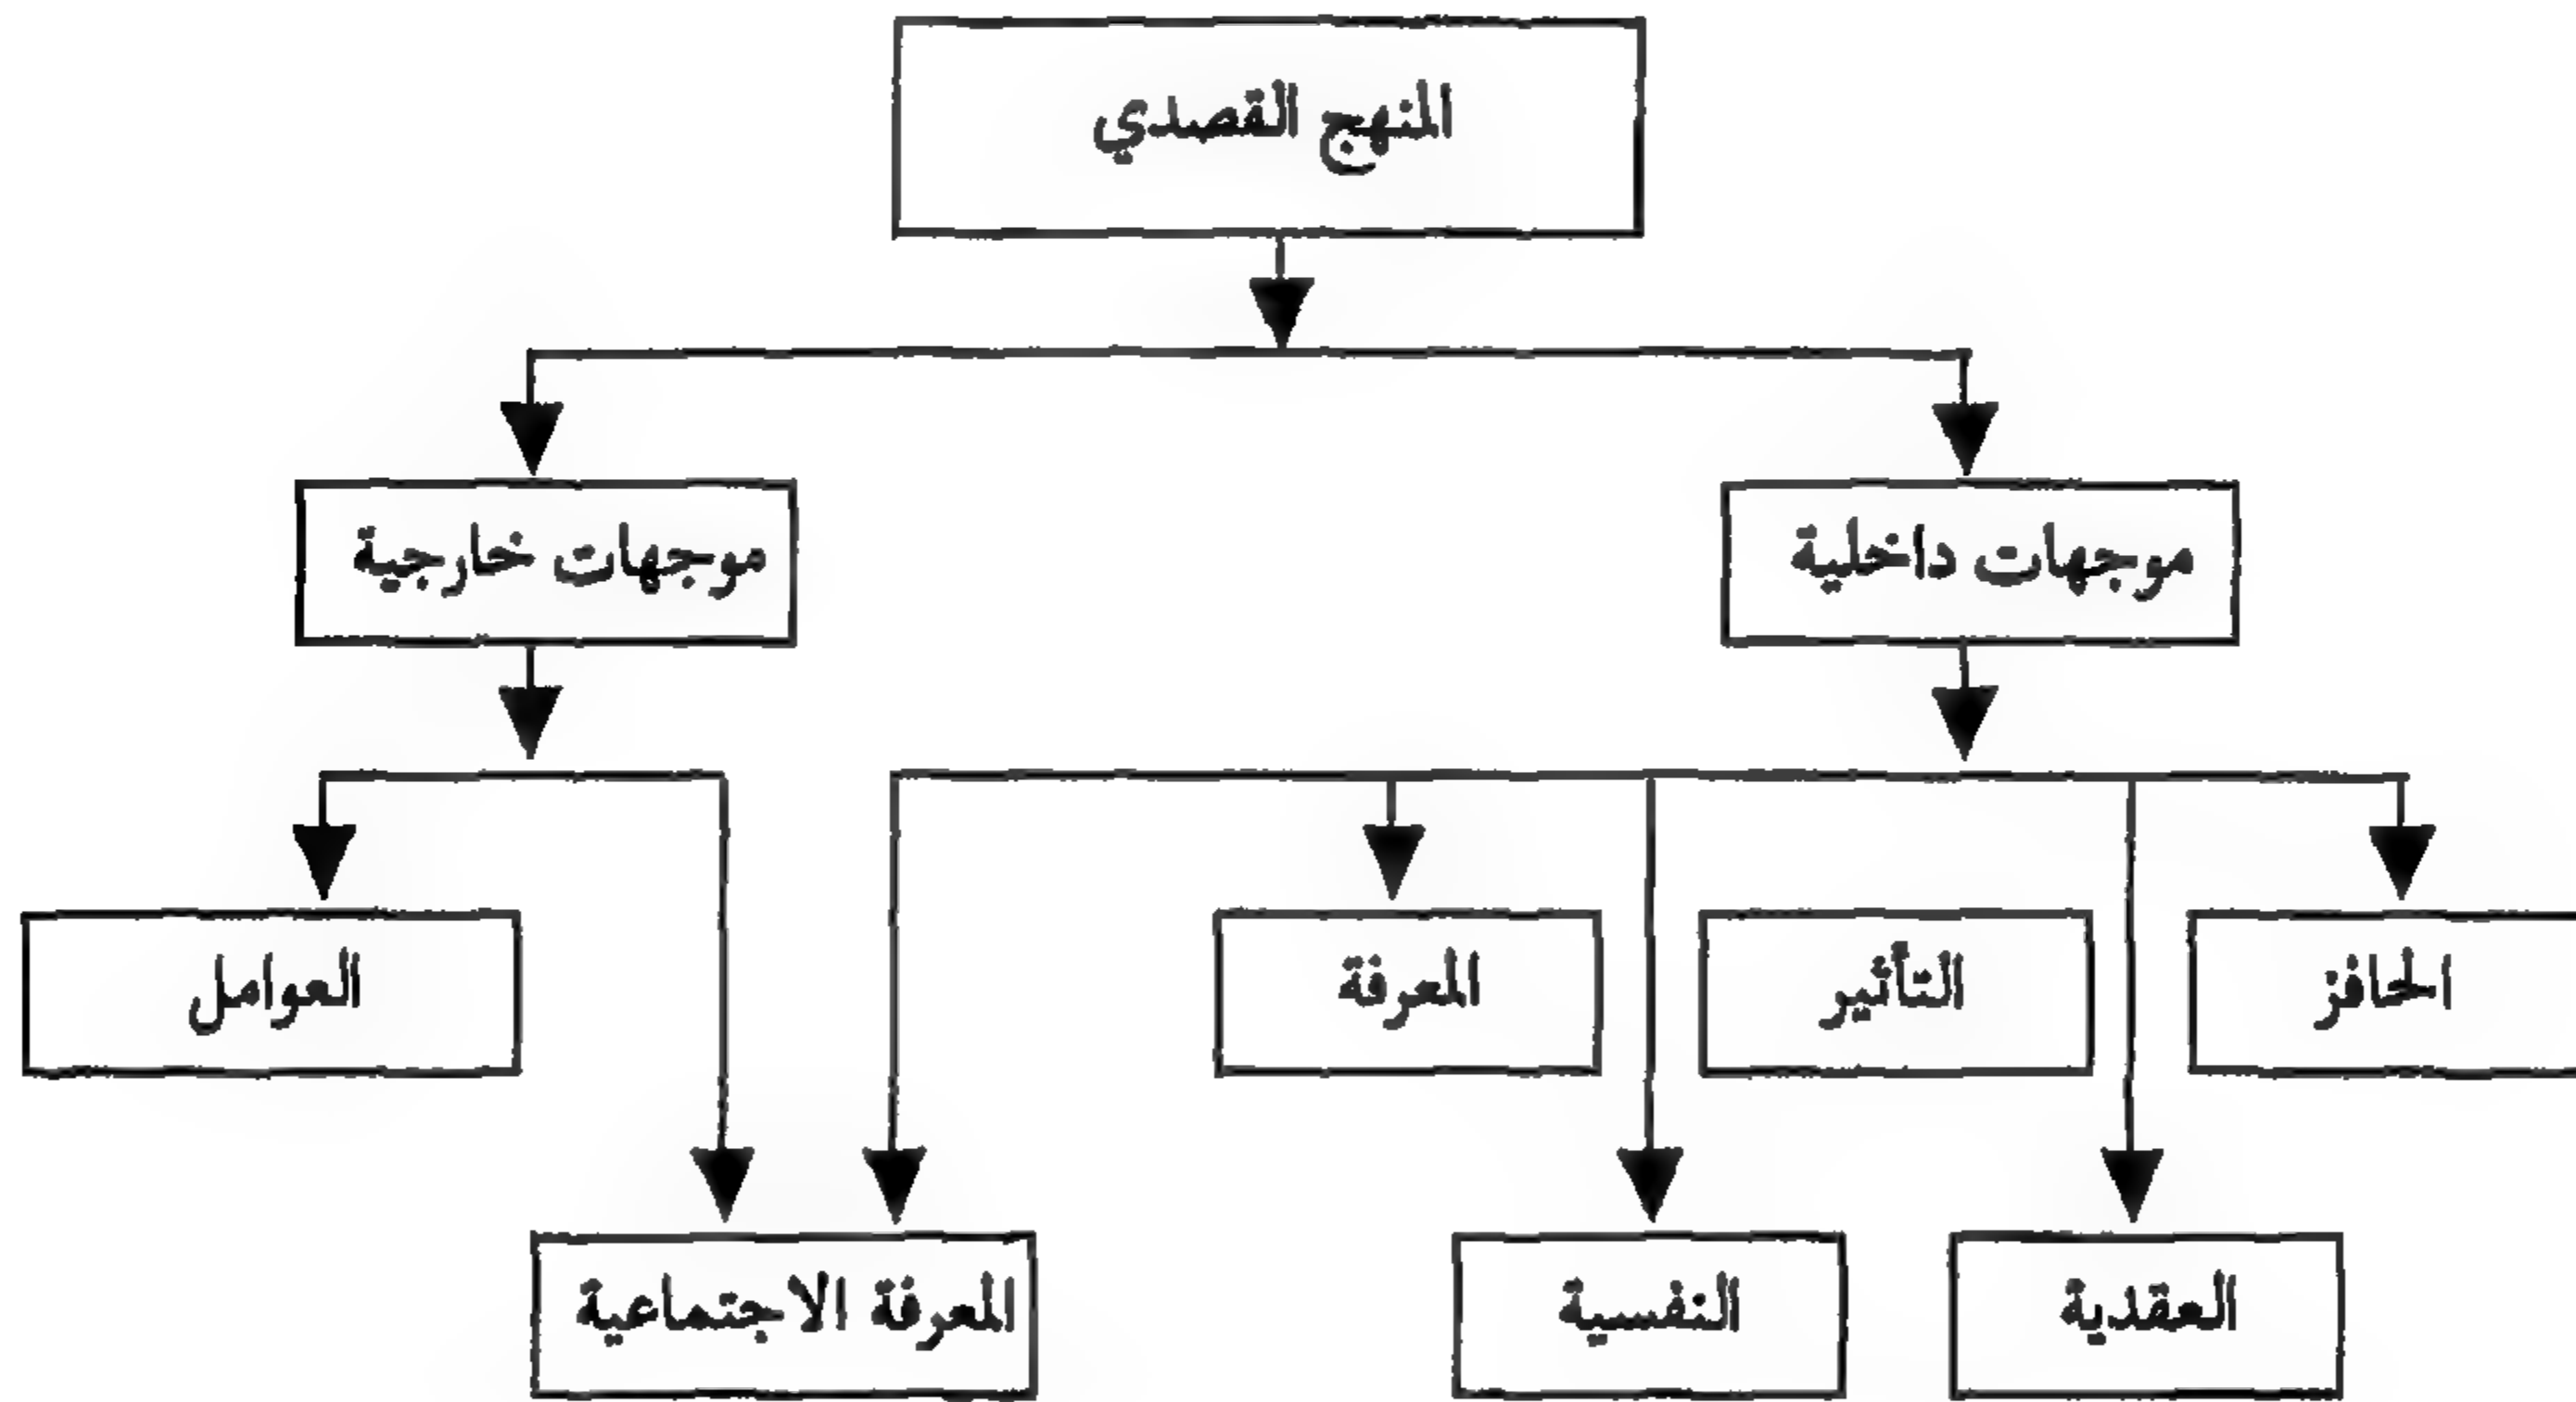 المنهج القصدي
موجهات داخلية
موجهات خارجية
الحافز
التأثير
المعرفة
العوامل
العقدية
النفسية
المعرفة الاجتماعية